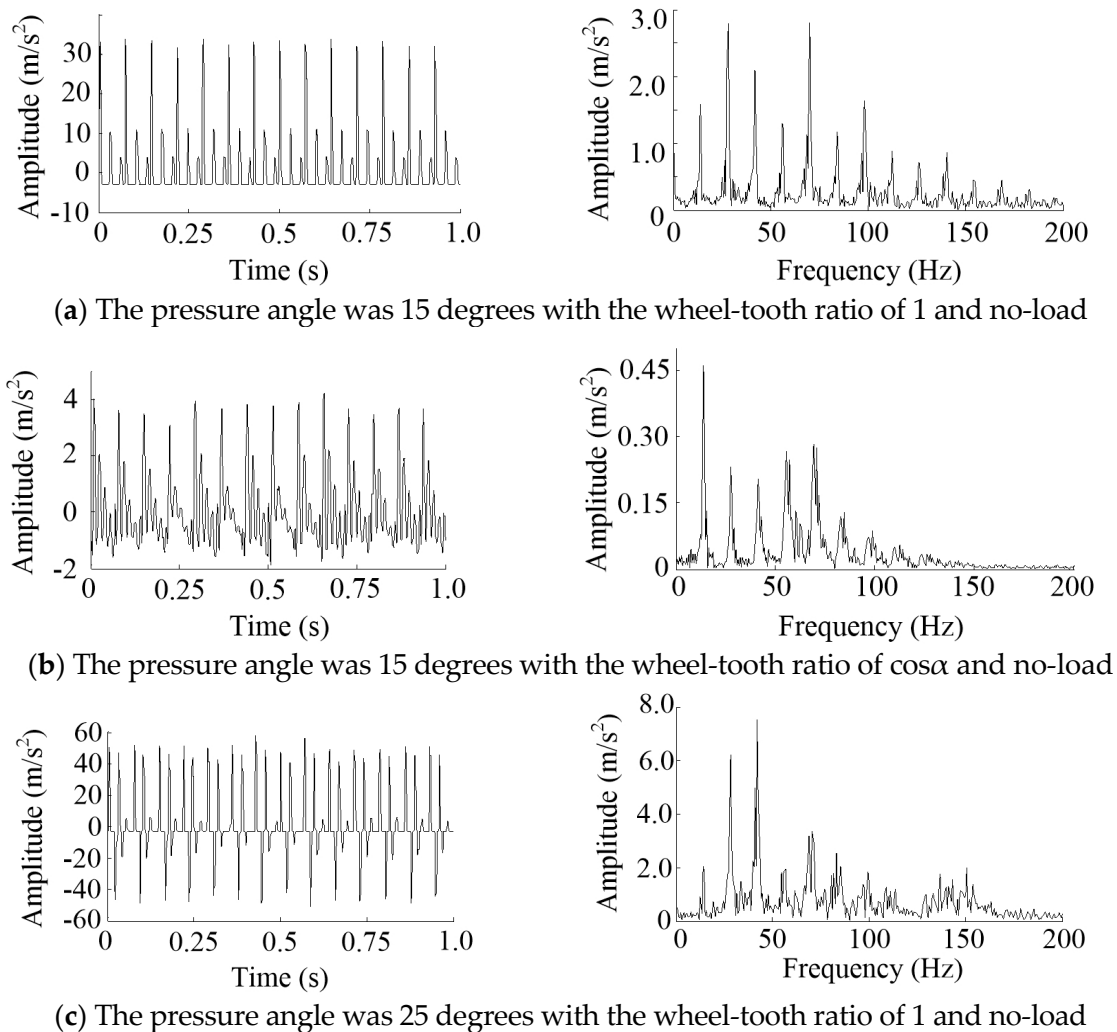 30
20
10
0
-10
Amplitude (m/s²)
0 0.25 0.5 0.75 1.0
Time (s)
3.0
2.0
1.0
0
Amplitude (m/s²)
0 50 100 150 200
Frequency (Hz)
(a) The pressure angle was 15 degrees with the wheel-tooth ratio of 1 and no-load
4
2
0
-2
Amplitude (m/s²)
0 0.25 0.5 0.75 1.0
Time (s)
0.45
0.30
0.15
0
Amplitude (m/s²)
0 50 100 150 200
Frequency (Hz)
(b) The pressure angle was 15 degrees with the wheel-tooth ratio of cosα and no-load
60
40
20
0
-20
-40
-60
Amplitude (m/s²)
0 0.25 0.5 0.75 1.0
Time (s)
8.0
6.0
4.0
2.0
0
Amplitude (m/s²)
0 50 100 150 200
Frequency (Hz)
(c) The pressure angle was 25 degrees with the wheel-tooth ratio of 1 and no-load